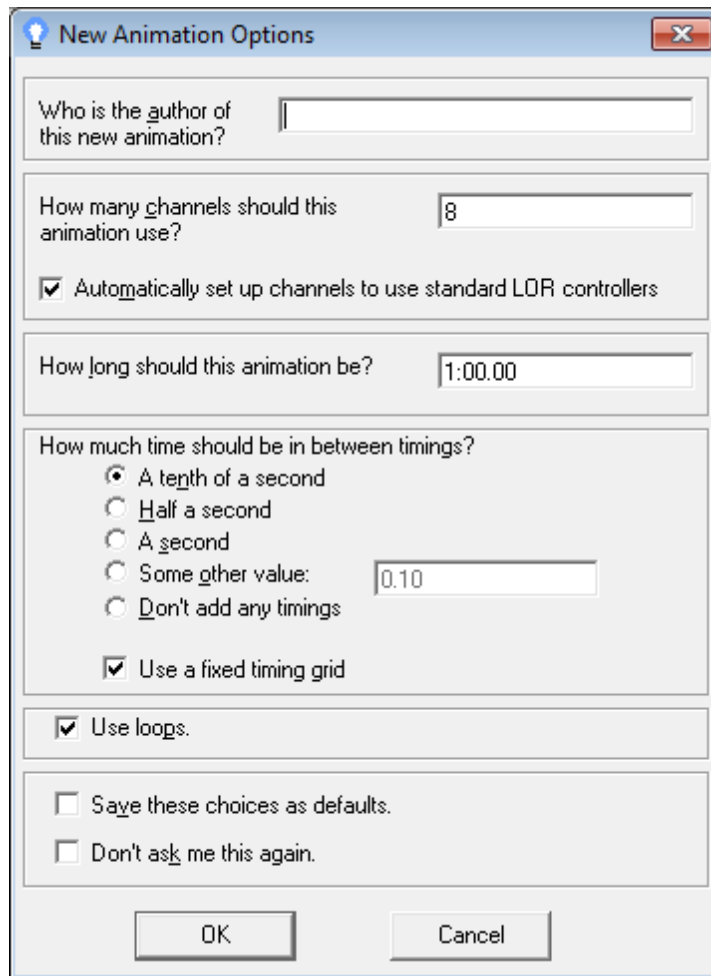 New Animation Options
Who is the author of
this new animation?
How many channels should this
animation use?
8
Automatically set up channels to use standard LOR controllers
How long should this animation be?
1:00.00
How much time should be in between timings?
A tenth of a second
Half a second
A second
Some other value:
0.10
Don't add any timings
Use a fixed timing grid
Use loops.
Save these choices as defaults.
Don't ask me this again.
OK
Cancel